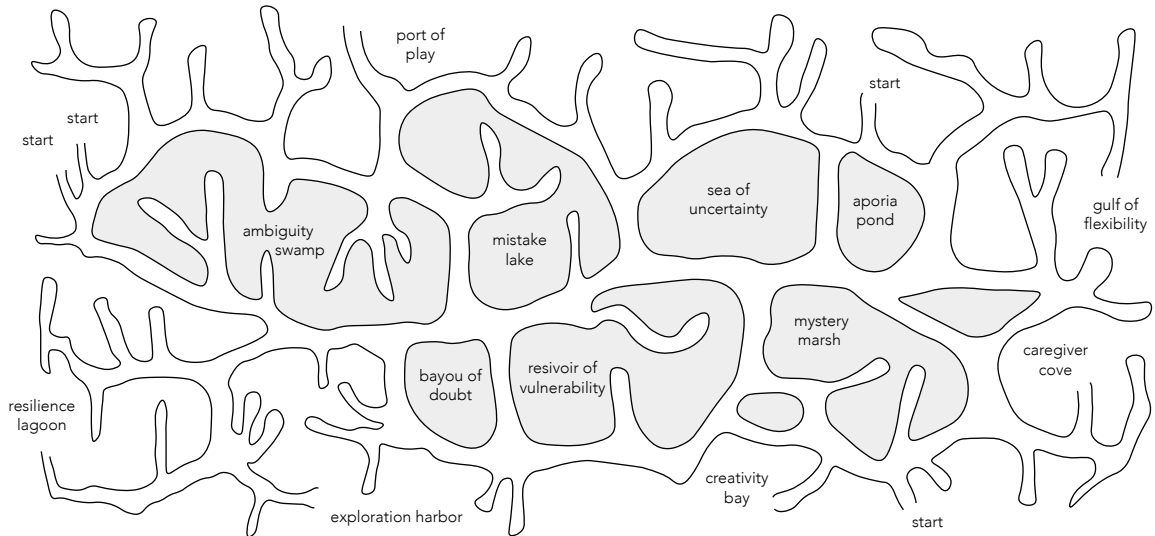 port of
play
start
start
start
ambiguity
swamp
mistake
lake
sea of
uncertainty
aporia
pond
gulf of
flexibility
mystery
marsh
caregiver
cove
bayou of
doubt
resivoir of
vulnerability
resilience
lagoon
creativity
bay
exploration harbor
start